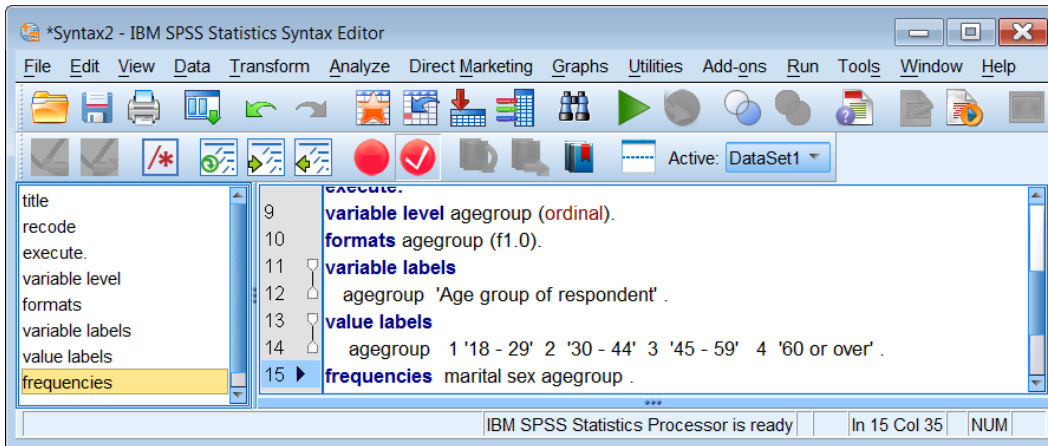 *Syntax2 - IBM SPSS Statistics Syntax Editor
File Edit View Data Transform Analyze Direct Marketing Graphs Utilities Add-ons Run Tools Window Help
Active: DataSet1
title
recode
execute.
variable level
formats
variable labels
value labels
frequencies
execute.
9 variable level agegroup (ordinal).
10 formats agegroup (f1.0).
11 variable labels
12 agegroup 'Age group of respondent' .
13 value labels
14 agegroup 1 '18 - 29' 2 '30 - 44' 3 '45 - 59' 4 '60 or over' .
15 frequencies marital sex agegroup .
IBM SPSS Statistics Processor is ready In 15 Col 35 NUM